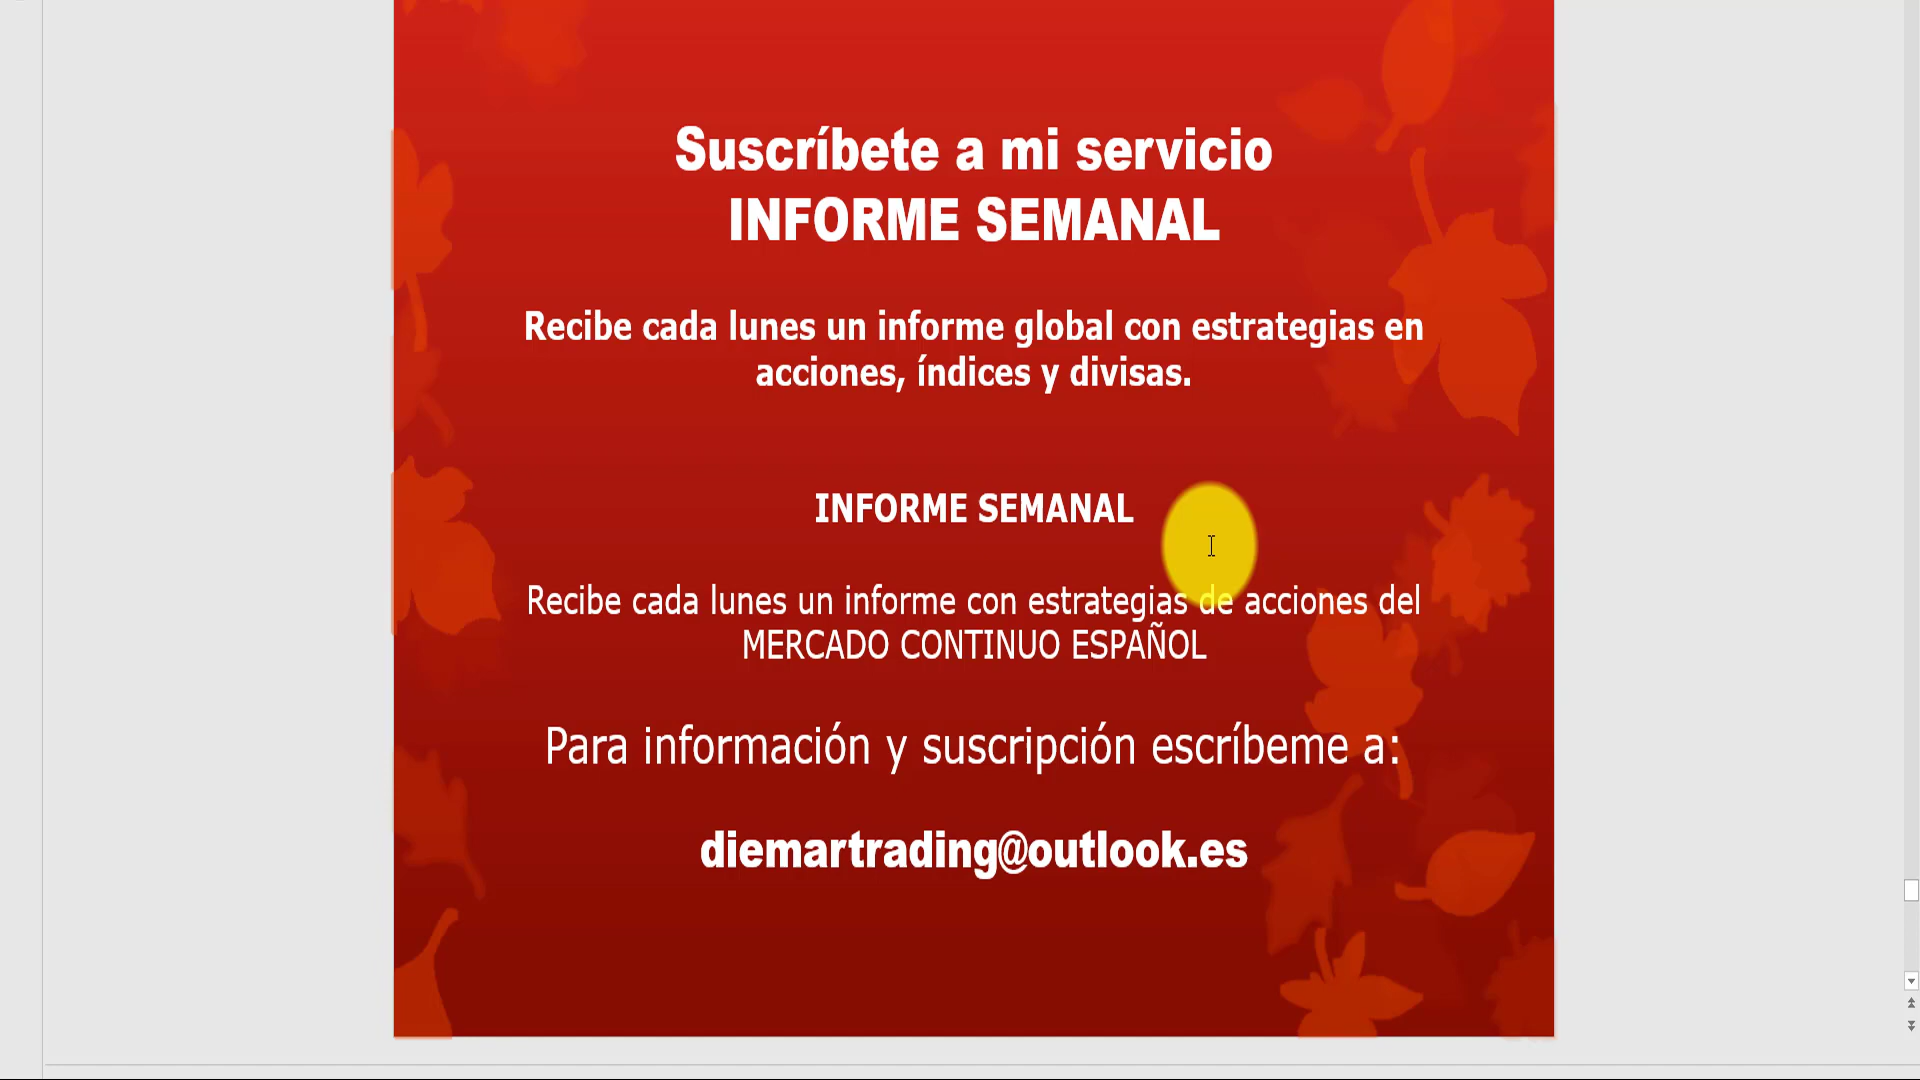 Suscríbete a mi servicio
INFORME SEMANAL
Recibe cada lunes un informe global con estrategias en
acciones, índices y divisas.
INFORME SEMANAL
Recibe cada lunes un informe con estrategias de acciones del
MERCADO CONTINUO ESPAÑOL
Para información y suscripción escríbeme a:
diemartrading@outlook.es